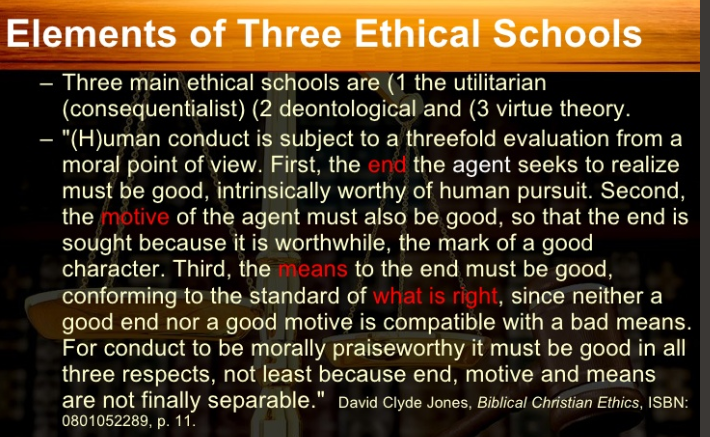 Elements of Three Ethical Schools
– Three main ethical schools are (1 the utilitarian
(consequentialist) (2 deontological and (3 virtue theory.
– "(H)uman conduct is subject to a threefold evaluation from a
moral point of view. First, the end the agent seeks to realize
must be good, intrinsically worthy of human pursuit. Second,
the motive of the agent must also be good, so that the end is
sought because it is worthwhile, the mark of a good
character. Third, the means to the end must be good,
conforming to the standard of what is right, since neither a
good end nor a good motive is compatible with a bad means.
For conduct to be morally praiseworthy it must be good in all
three respects, not least because end, motive and means
are not finally separable." David Clyde Jones, Biblical Christian Ethics, ISBN:
0801052289, p. 11.